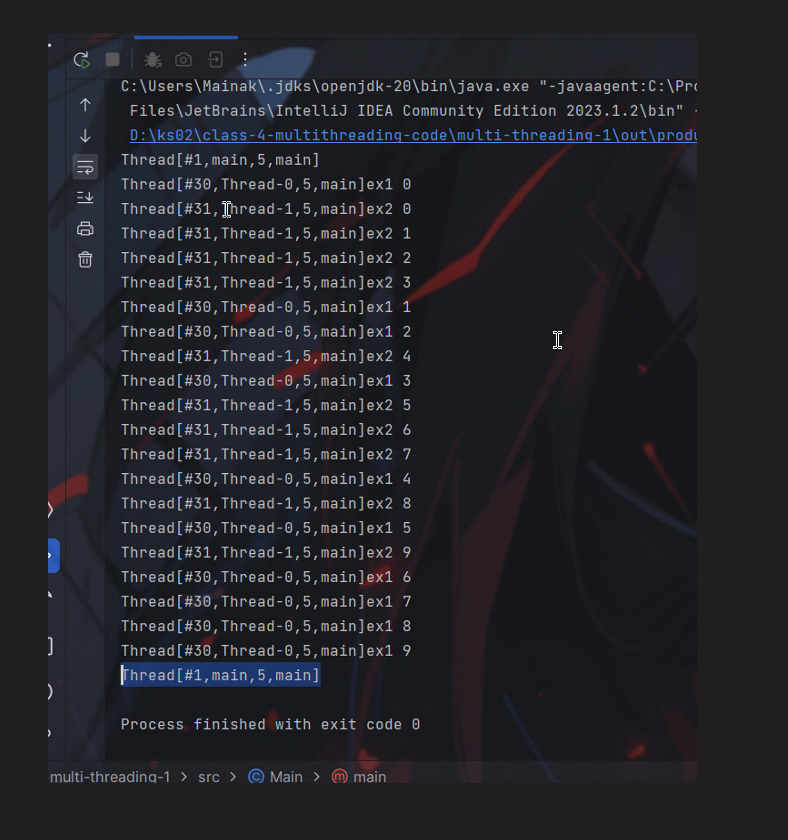 C:\Users\Mainak\.jdks\openjdk-20\bin\java.exe "-javaagent:C:\Pro
Files\JetBrains\IntelliJ IDEA Community Edition 2023.1.2\bin" -
D:\ks02\class-4-multithreading-code\multi-threading-1\out\produ
Thread[#1,main,5,main]
Thread[#30,Thread-0,5,main]ex1 0
Thread[#31,Thread-1,5,main]ex2 0
Thread[#31,Thread-1,5,main]ex2 1
Thread[#31,Thread-1,5,main]ex2 2
Thread[#31,Thread-1,5,main]ex2 3
Thread[#30,Thread-0,5,main]ex1 1
Thread[#30,Thread-0,5,main]ex1 2
Thread[#31,Thread-1,5,main]ex2 4
Thread[#30,Thread-0,5,main]ex1 3
Thread[#31,Thread-1,5,main]ex2 5
Thread[#31,Thread-1,5,main]ex2 6
Thread[#31,Thread-1,5,main]ex2 7
Thread[#30,Thread-0,5,main]ex1 4
Thread[#31,Thread-1,5,main]ex2 8
Thread[#30,Thread-0,5,main]ex1 5
Thread[#31,Thread-1,5,main]ex2 9
Thread[#30,Thread-0,5,main]ex1 6
Thread[#30,Thread-0,5,main]ex1 7
Thread[#30,Thread-0,5,main]ex1 8
Thread[#30,Thread-0,5,main]ex1 9
Thread[#1,main,5,main]
Process finished with exit code 0
multi-threading-1 > src > C Main > m main